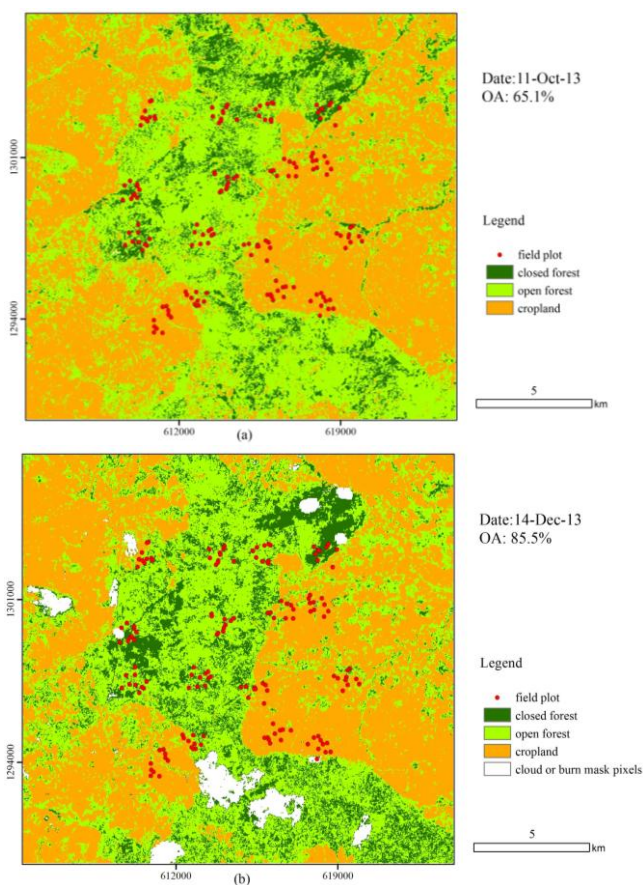 Date:11-Oct-13
OA: 65.1%
1301000
Legend
field plot
closed forest
open forest
cropland
1294000
5
km
612000
619000
(a)
Date:14-Dec-13
OA: 85.5%
1301000
Legend
field plot
closed forest
open forest
cropland
cloud or burn mask pixels
1294000
5
km
612000
619000
(b)